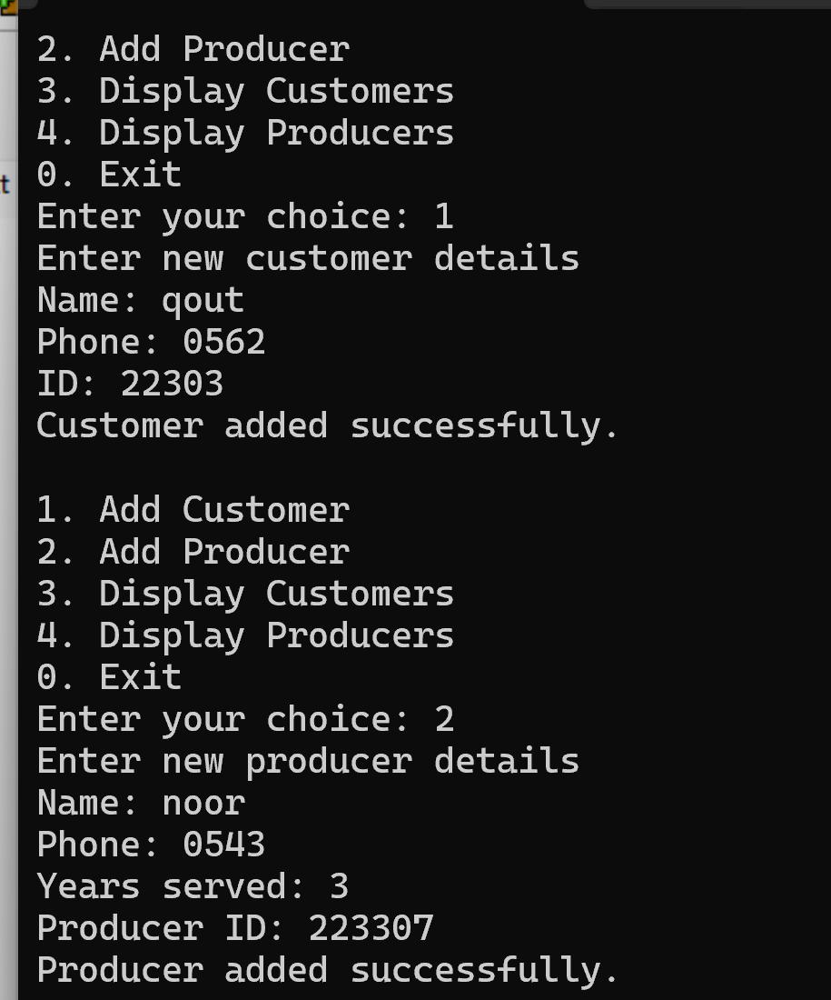 2. Add Producer
3. Display Customers
4. Display Producers
0. Exit
Enter your choice: 1
Enter new customer details
Name: qout
Phone: 0562
ID: 22303
Customer added successfully.
1. Add Customer
2. Add Producer
3. Display Customers
4. Display Producers
0. Exit
Enter your choice: 2
Enter new producer details
Name: noor
Phone: 0543
Years served: 3
Producer ID: 223307
Producer added successfully.